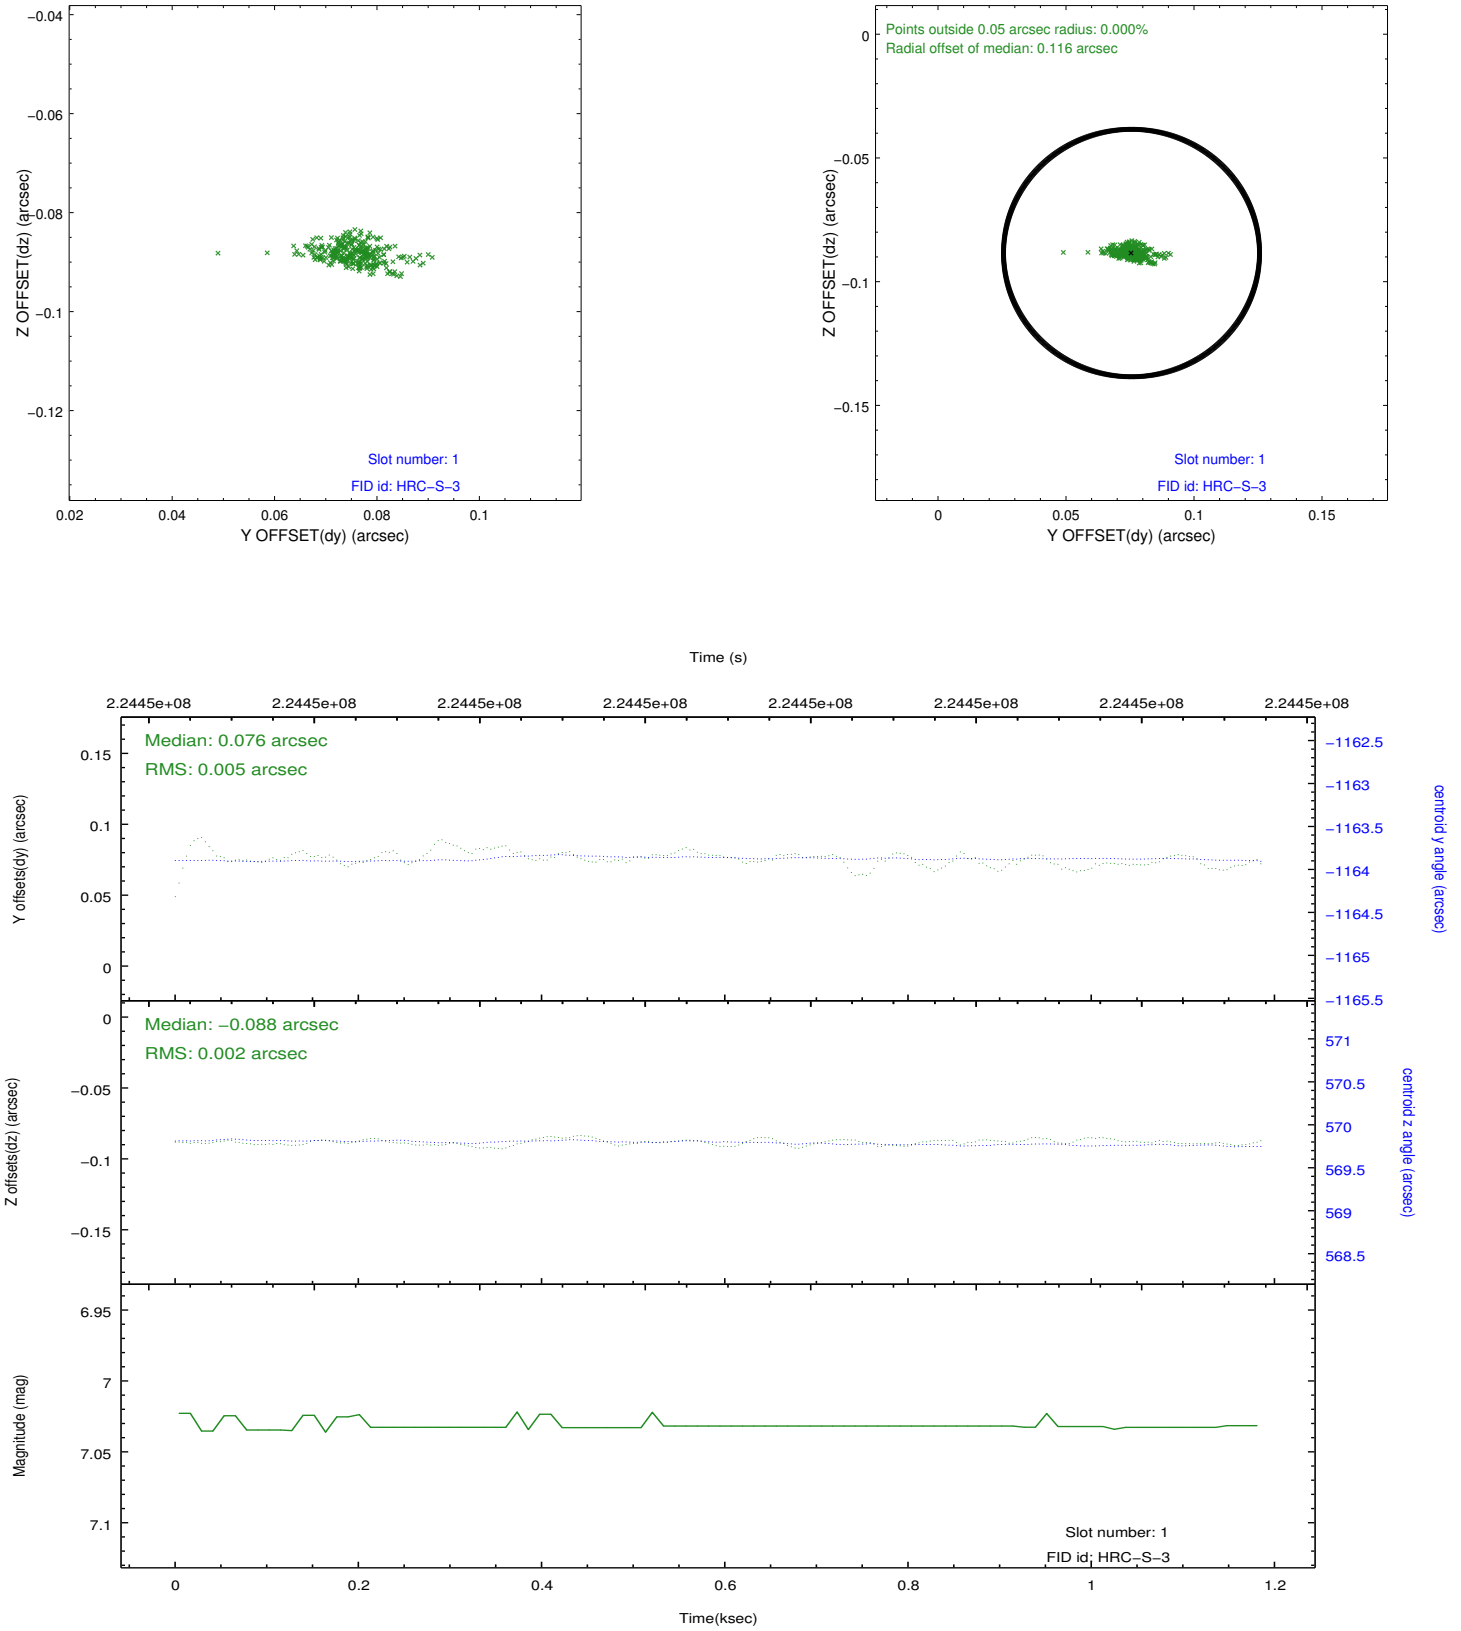 −0.04
−0.06
−0.08
−0.1
−0.12
Z OFFSET(dz) (arcsec)
Slot number: 1
FID id: HRC−S−3
0.02 0.04 0.06 0.08 0.1
Y OFFSET(dy) (arcsec)
Points outside 0.05 arcsec radius: 0.000%
Radial offset of median: 0.116 arcsec
0
−0.05
−0.1
−0.15
Z OFFSET(dz) (arcsec)
Slot number: 1
FID id: HRC−S−3
0 0.05 0.1 0.15
Y OFFSET(dy) (arcsec)
Time (s)
2.2445e+08 2.2445e+08 2.2445e+08 2.2445e+08 2.2445e+08 2.2445e+08 2.2445e+08 2.2445e+08
Median: 0.076 arcsec
RMS: 0.005 arcsec
0.15
0.1
0.05
0
Y offsets(dy) (arcsec)
−1162.5
−1163
−1163.5
−1164
−1164.5
−1165
−1165.5
centroid y angle (arcsec)
Median: −0.088 arcsec
RMS: 0.002 arcsec
0
−0.05
−0.1
−0.15
Z offsets(dz) (arcsec)
571
570.5
570
569.5
569
568.5
centroid z angle (arcsec)
6.95
7
7.05
7.1
Magnitude (mag)
Slot number: 1
FID id: HRC−S−3
0 0.2 0.4 0.6 0.8 1 1.2
Time(ksec)